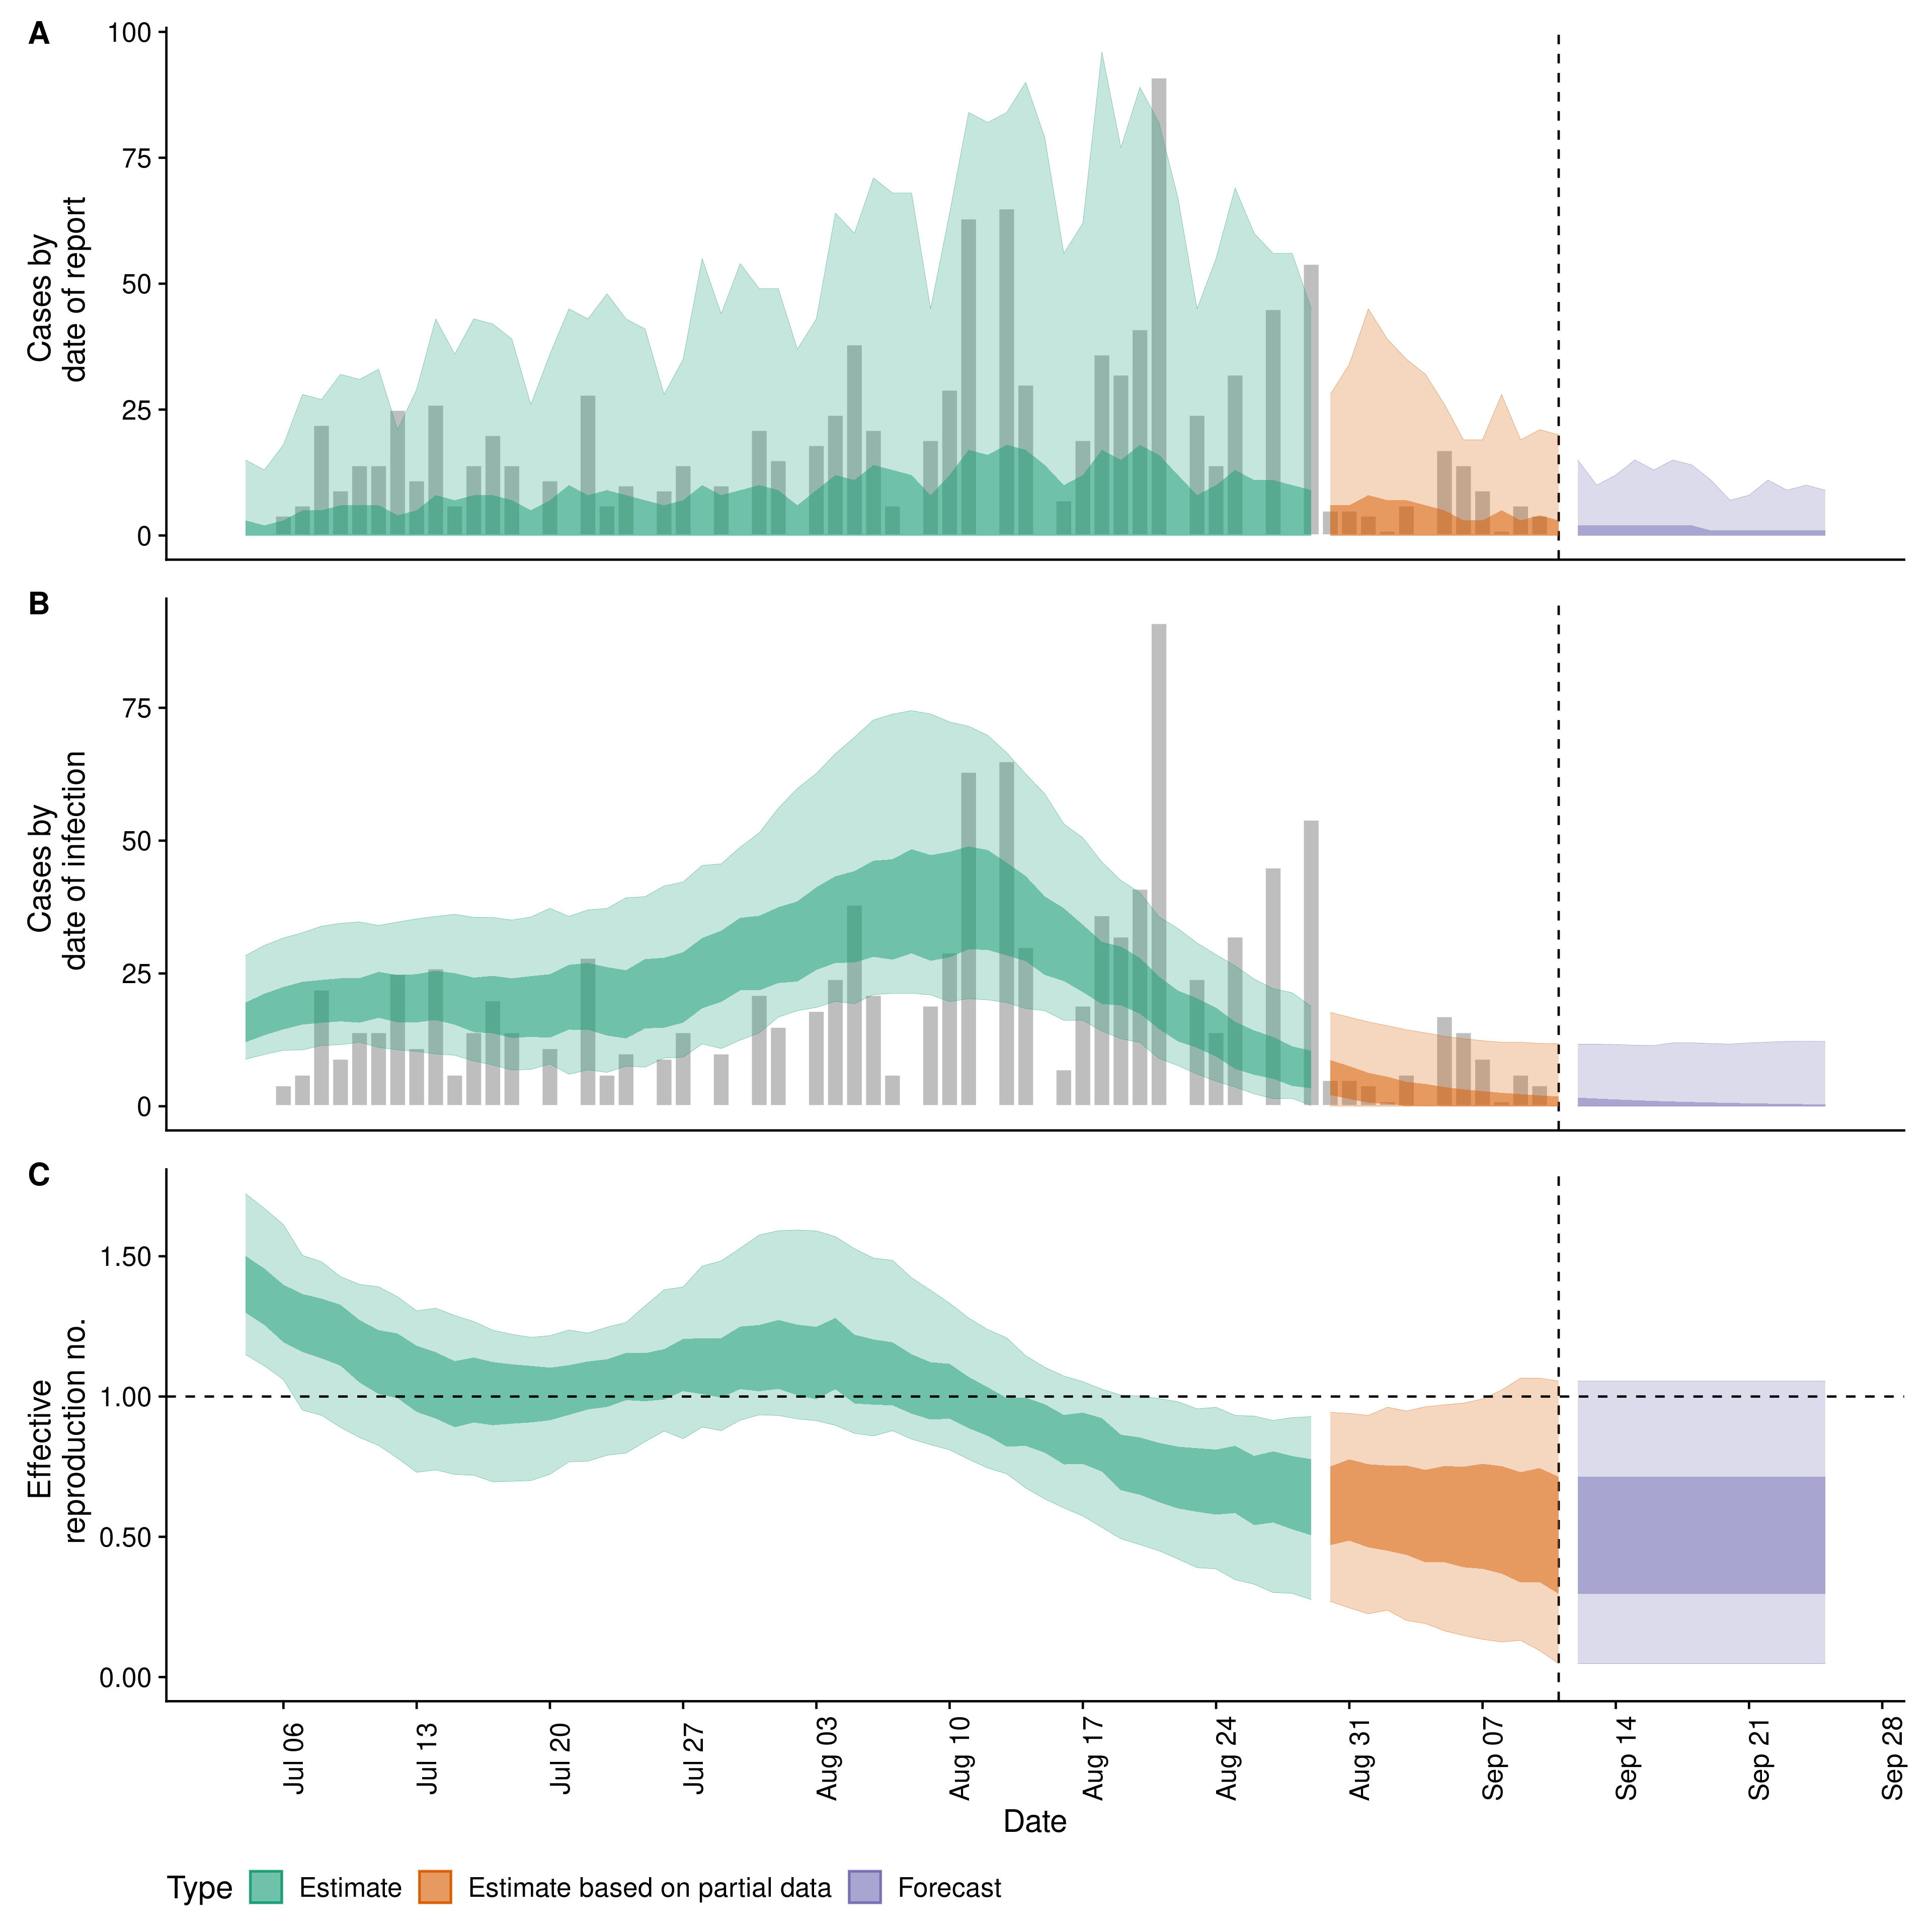 A
100
75
50
25
0
Cases by
date of report
B
75
50
25
0
Cases by
date of infection
C
1.50
1.00
0.50
0.00
Effective
reproduction no.
Jul 06
Jul 13
Jul 20
Jul 27
Aug 03
Aug 10
Aug 17
Aug 24
Aug 31
Sep 07
Sep 14
Sep 21
Sep 28
Date
Type Estimate Estimate based on partial data Forecast